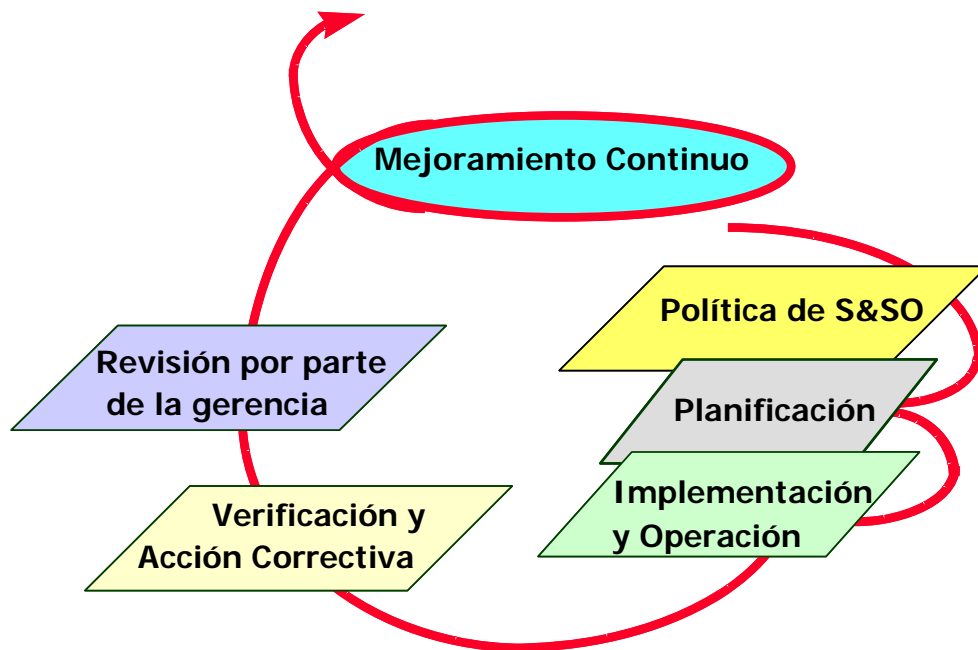 Mejoramiento Continuo
Política de S&SO
Planificación
Implementación
y Operación
Verificación y
Acción Correctiva
Revisión por parte
de la gerencia